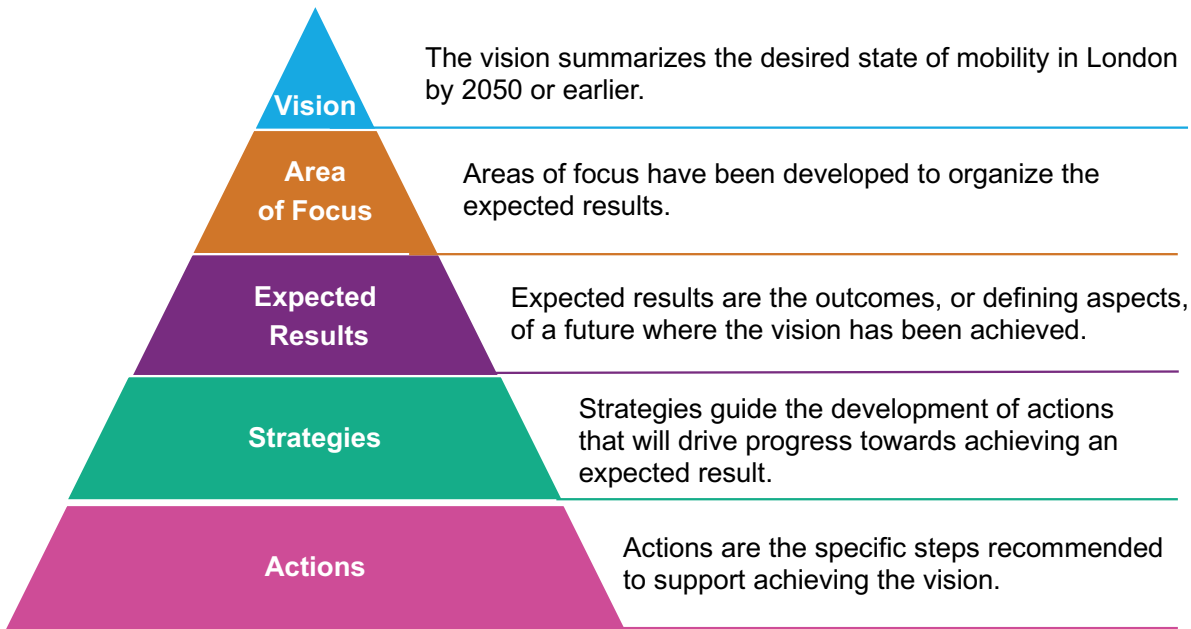 Vision
The vision summarizes the desired state of mobility in London
by 2050 or earlier.
Area
of Focus
Areas of focus have been developed to organize the
expected results.
Expected
Results
Expected results are the outcomes, or defining aspects,
of a future where the vision has been achieved.
Strategies
Strategies guide the development of actions
that will drive progress towards achieving an
expected result.
Actions
Actions are the specific steps recommended
to support achieving the vision.